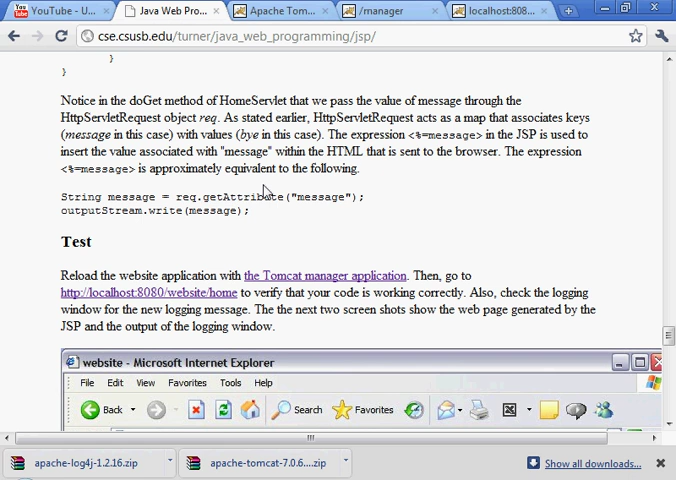 YouTube - U...
Java Web Pro...
Apache Tom...
/manager
localhost:808...
cse.csusb.edu/turner/java_web_programming/jsp/
}
}
Notice in the doGet method of HomeServlet that we pass the value of message through the
HttpServletRequest object req. As stated earlier, HttpServletRequest acts as a map that associates keys
(message in this case) with values (bye in this case). The expression <%=message> in the JSP is used to
insert the value associated with "message" within the HTML that is sent to the browser. The expression
<%=message> is approximately equivalent to the following.
String message = req.getAttribute("message");
outputStream.write(message);
Test
Reload the website application with the Tomcat manager application. Then, go to
http://localhost:8080/website/home to verify that your code is working correctly. Also, check the logging
window for the new logging message. The the next two screen shots show the web page generated by the
JSP and the output of the logging window.
website - Microsoft Internet Explorer
File Edit View Favorites Tools Help
Back Search Favorites
apache-log4j-1.2.16.zip
apache-tomcat-7.0.6....zip
Show all downloads...